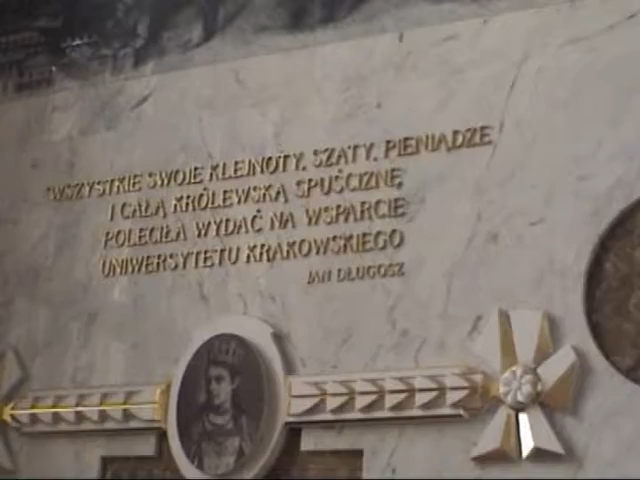 "WSZYSTKIE SWOJE KLEJNOTY, SZATY, PIENIĄDZE
I CAŁĄ KRÓLEWSKĄ SPUŚCIZNĘ
POLECIŁA WYDAĆ NA WSPARCIE
UNIWERSYTETU KRAKOWSKIEGO
JAN DŁUGOSZ